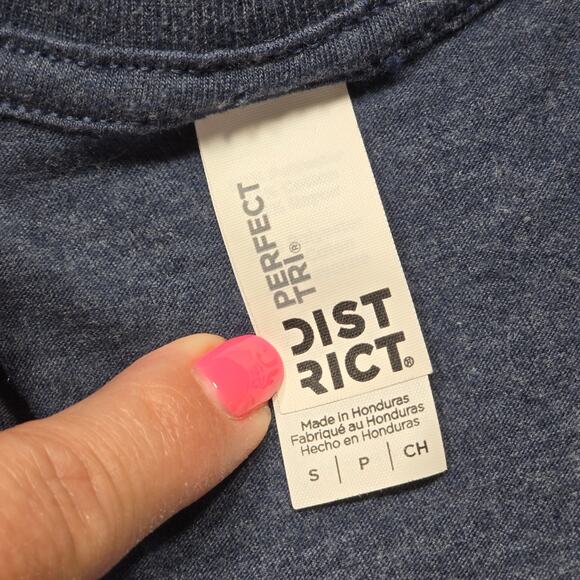 PERFECT
TRI®
DIST
RICT®
Made in Honduras
Fabriqué au Honduras
Hecho en Honduras
S | P | CH